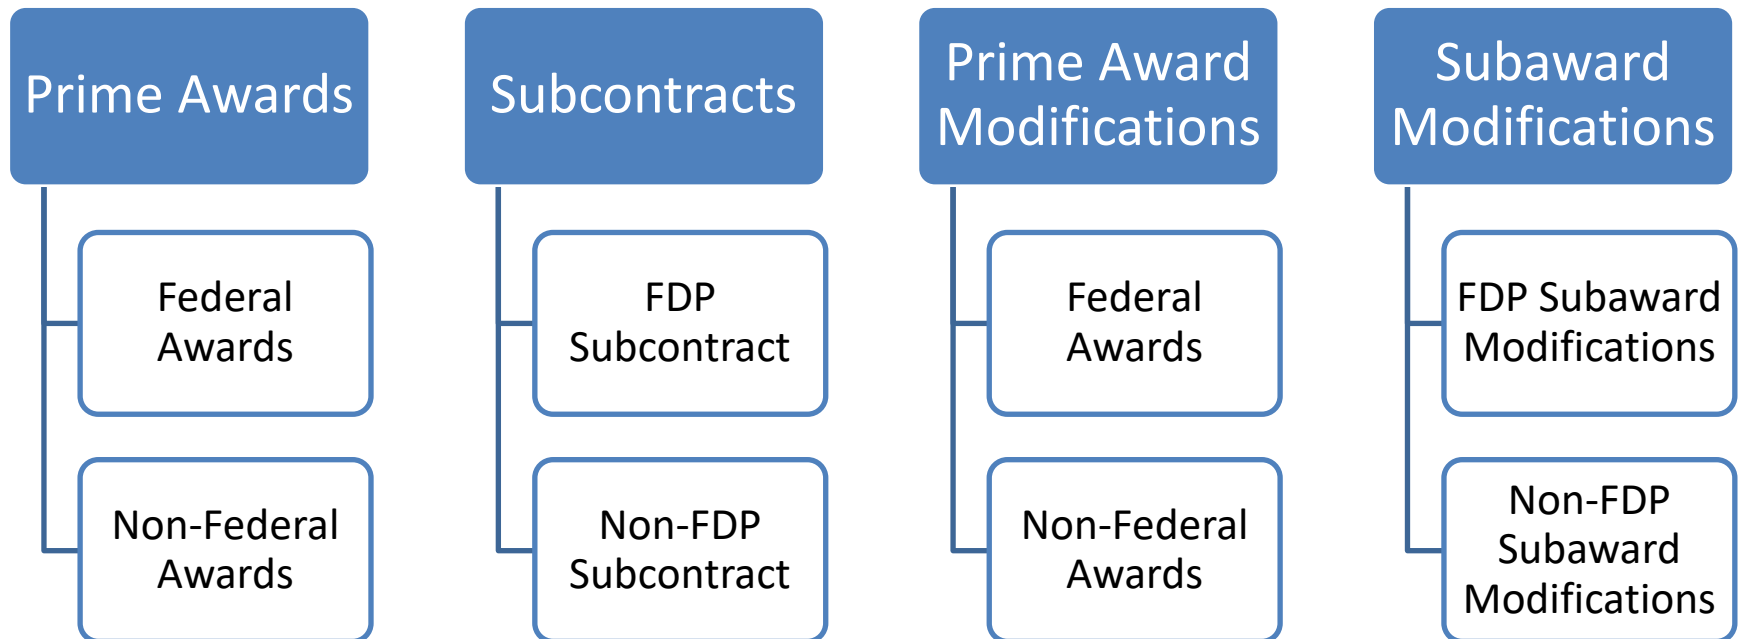 Prime Awards
Federal
Awards
Non-Federal
Awards
Subcontracts
FDP
Subcontract
Non-FDP
Subcontract
Prime Award
Modifications
Federal
Awards
Non-Federal
Awards
Subaward
Modifications
FDP Subaward
Modifications
Non-FDP
Subaward
Modifications